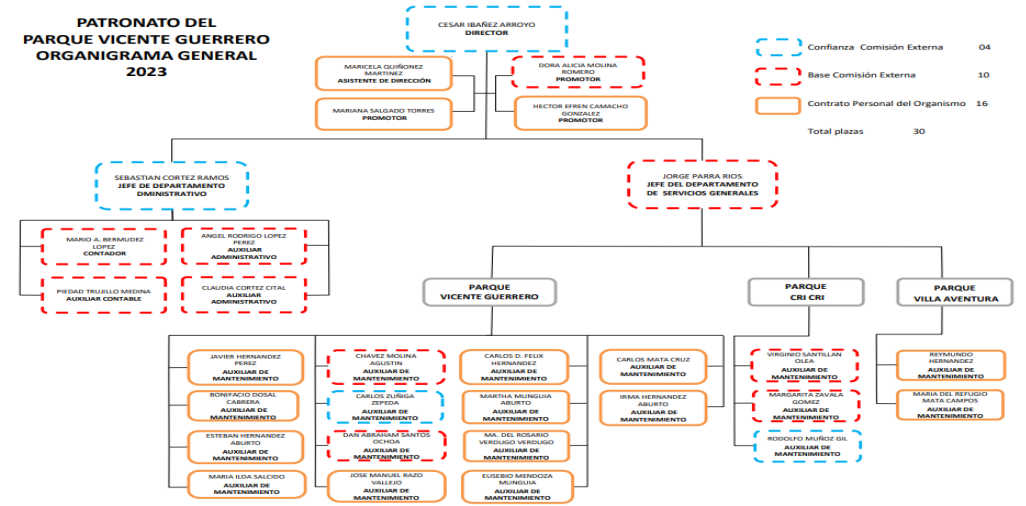 PATRONATO DEL
PARQUE VICENTE GUERRERO
ORGANIGRAMA GENERAL
2023
CESAR IBAÑEZ ARROYO
DIRECTOR
Confianza Comisión Externa 04
Base Comisión Externa 10
Contrato Personal del Organismo 16
Total plazas 30
MARICELA QUIÑONEZ
MARTINEZ
ASISTENTE DE DIRECCIÓN
DORA ALICIA MOLINA
ROMERO
PROMOTOR
MARIANA SALGADO TORRES
PROMOTOR
HECTOR EFREN CAMACHO
GONZALEZ
PROMOTOR
SEBASTIAN CORTEZ RAMOS
JEFE DE DEPARTAMENTO
DMINISTRATIVO
JORGE PARRA RIOS
JEFE DEL DEPARTAMENTO
DE SERVICIOS GENERALES
MARIO A. BERMUDEZ
LOPEZ
CONTADOR
ANGEL RODRIGO LOPEZ
PEREZ
AUXILIAR
ADMINISTRATIVO
PIEDAD TRUJILLO MEDINA
AUXILIAR CONTABLE
CLAUDIA CORTEZ CITAL
AUXILIAR
ADMINISTRATIVO
PARQUE
VICENTE GUERRERO
PARQUE
CRI CRI
PARQUE
VILLA AVENTURA
JAVIER HERNANDEZ
PEREZ
AUXILIAR DE
MANTENIMIENTO
BONIFACIO DOSAL
CABRERA
AUXILIAR DE
MANTENIMIENTO
ESTEBAN HERNANDEZ
ABURTO
AUXILIAR DE
MANTENIMIENTO
MARIA ILDA SALCIDO
AUXILIAR DE
MANTENIMIENTO
CHAVEZ MOLINA
AGUSTIN
AUXILIAR DE
MANTENIMIENTO
CARLOS ZUÑIGA
ZEPEDA
AUXILIAR DE
MANTENIMIENTO
DAN ABRAHAM SANTOS
OCHOA
AUXILIAR DE
MANTENIMIENTO
JOSE MANUEL RAZO
VALLEJO
AUXILIAR DE
MANTENIMIENTO
CARLOS D. FELIX
HERNANDEZ
AUXILIAR DE
MANTENIMIENTO
MARTHA MUNGUIA
ABURTO
AUXILIAR DE
MANTENIMIENTO
MA. DEL ROSARIO
VERDUGO VERDUGO
AUXILIAR DE
MANTENIMIENTO
EUSEBIO MENDOZA
MUNGUIA
AUXILIAR DE
MANTENIMIENTO
CARLOS MATA CRUZ
AUXILIAR DE
MANTENIMIENTO
IRMA HERNANDEZ
ABURTO
AUXILIAR DE
MANTENIMIENTO
VIRGINIO SANTILLAN
OLEA
AUXILIAR DE
MANTENIMIENTO
MARGARITA ZAVALA
GOMEZ
AUXILIAR DE
MANTENIMIENTO
RODOLFO MUÑOZ GIL
AUXILIAR DE
MANTENIMIENTO
REYMUNDO
HERNANDEZ
AUXILIAR DE
MANTENIMIENTO
MARIA DEL REFUGIO
MATA CAMPOS
AUXILIAR DE
MANTENIMIENTO